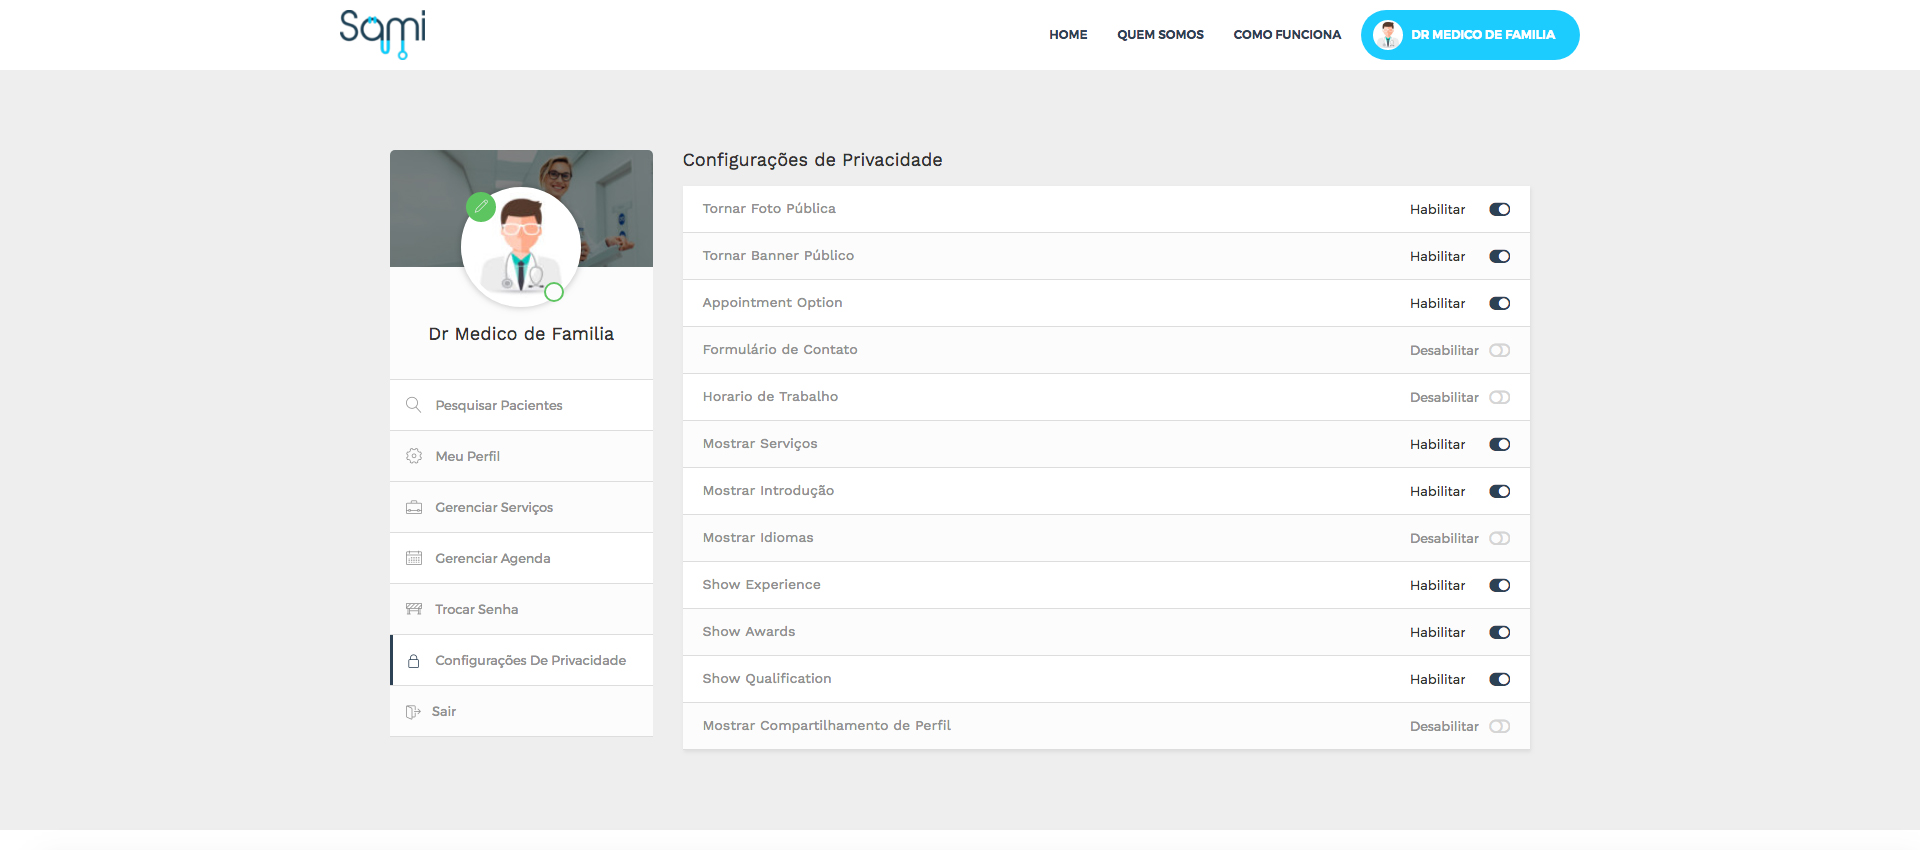 Sami
HOME QUEM SOMOS COMO FUNCIONA DR MEDICO DE FAMILIA
Dr Medico de Familia
Pesquisar Pacientes
Meu Perfil
Gerenciar Serviços
Gerenciar Agenda
Trocar Senha
Configurações De Privacidade
Sair
Configurações de Privacidade
Tornar Foto Pública Habilitar
Tornar Banner Público Habilitar
Appointment Option Habilitar
Formulário de Contato Desabilitar
Horario de Trabalho Desabilitar
Mostrar Serviços Habilitar
Mostrar Introdução Habilitar
Mostrar Idiomas Desabilitar
Show Experience Habilitar
Show Awards Habilitar
Show Qualification Habilitar
Mostrar Compartilhamento de Perfil Desabilitar